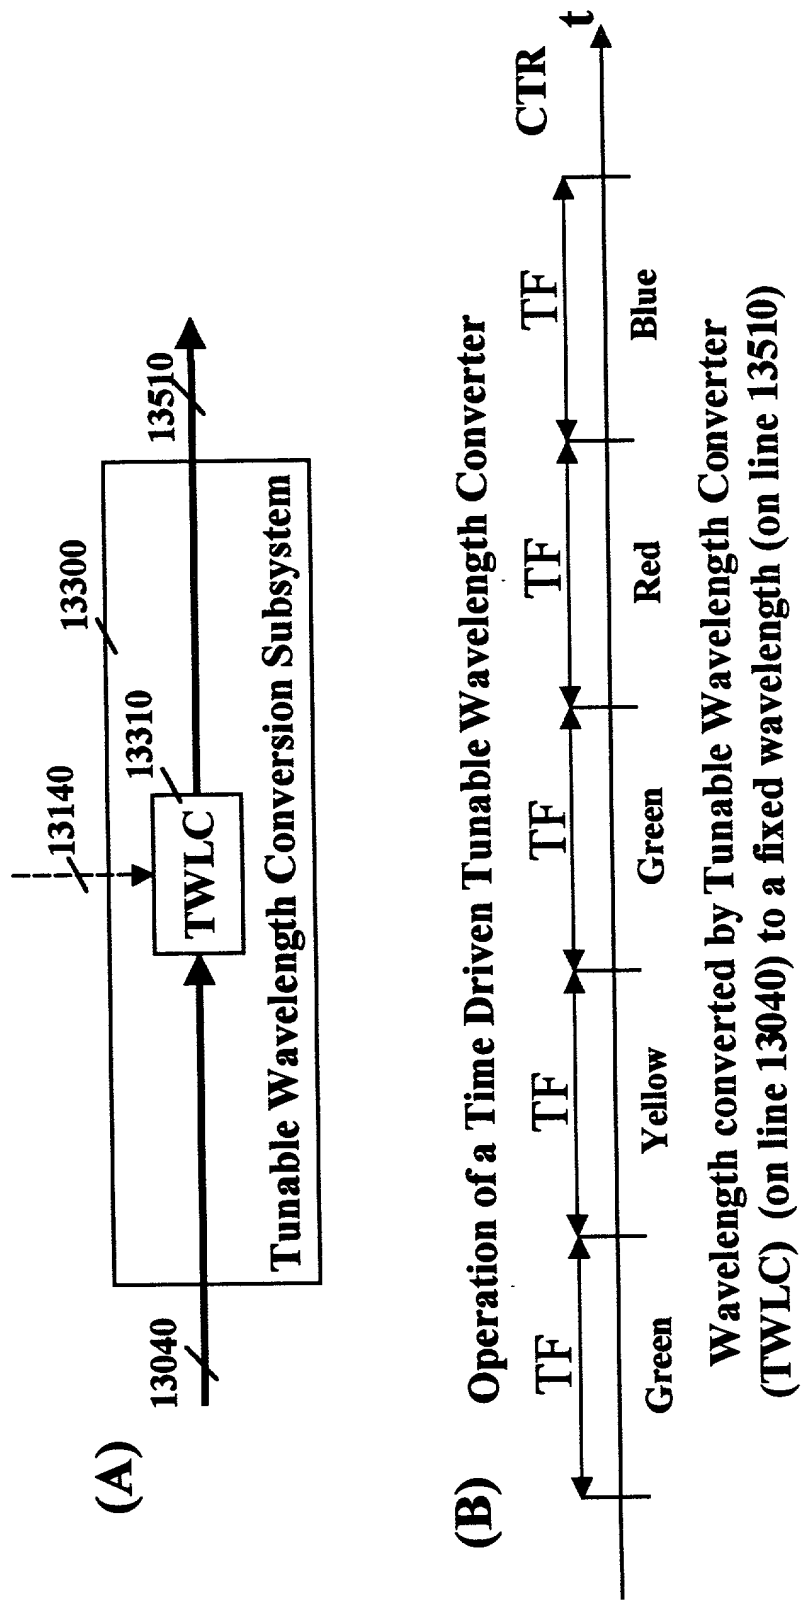 (A)
13140
13300
13310
13510
13040
TWLC
Tunable Wavelength Conversion Subsystem
(B) Operation of a Time Driven Tunable Wavelength Converter
TF TF TF TF TF CTR
t
Green Yellow Green Red Blue
Wavelength converted by Tunable Wavelength Converter
(TWLC) (on line 13040) to a fixed wavelength (on line 13510)